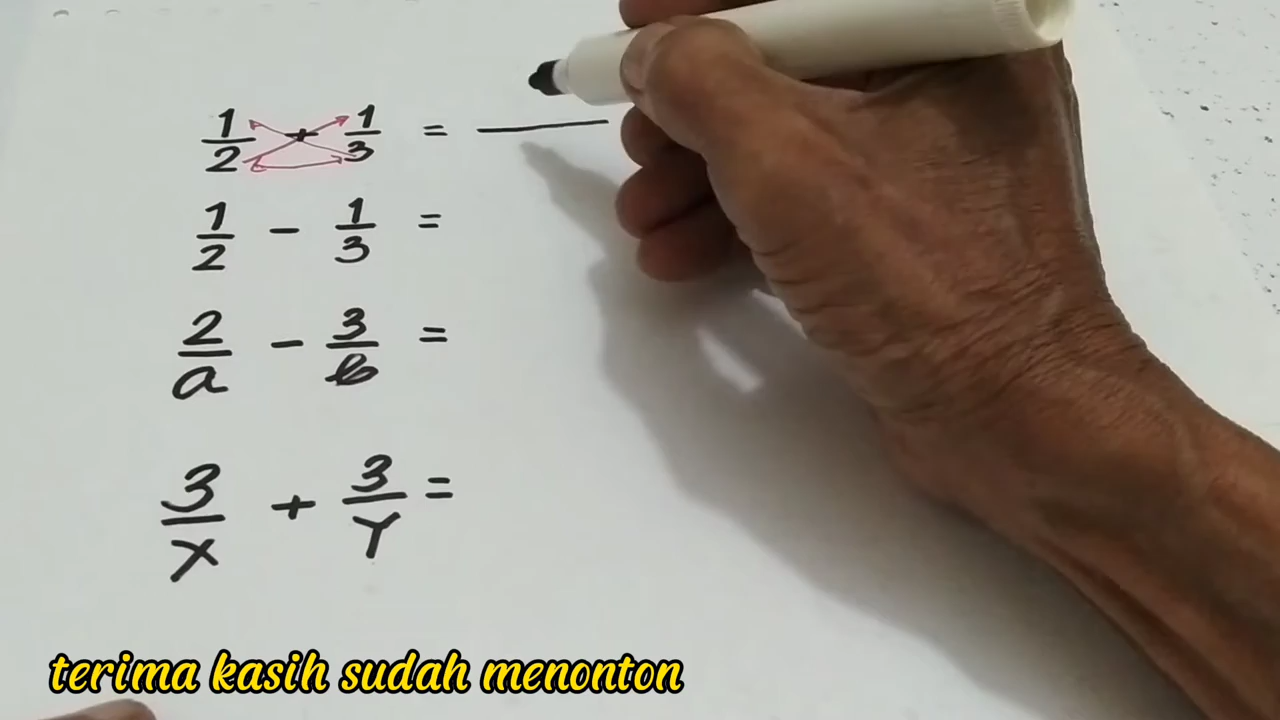 1/2 + 1/3 =
1/2 - 1/3 =
2/a - 3/b =
3/x + 3/y =
terima kasih sudah menonton